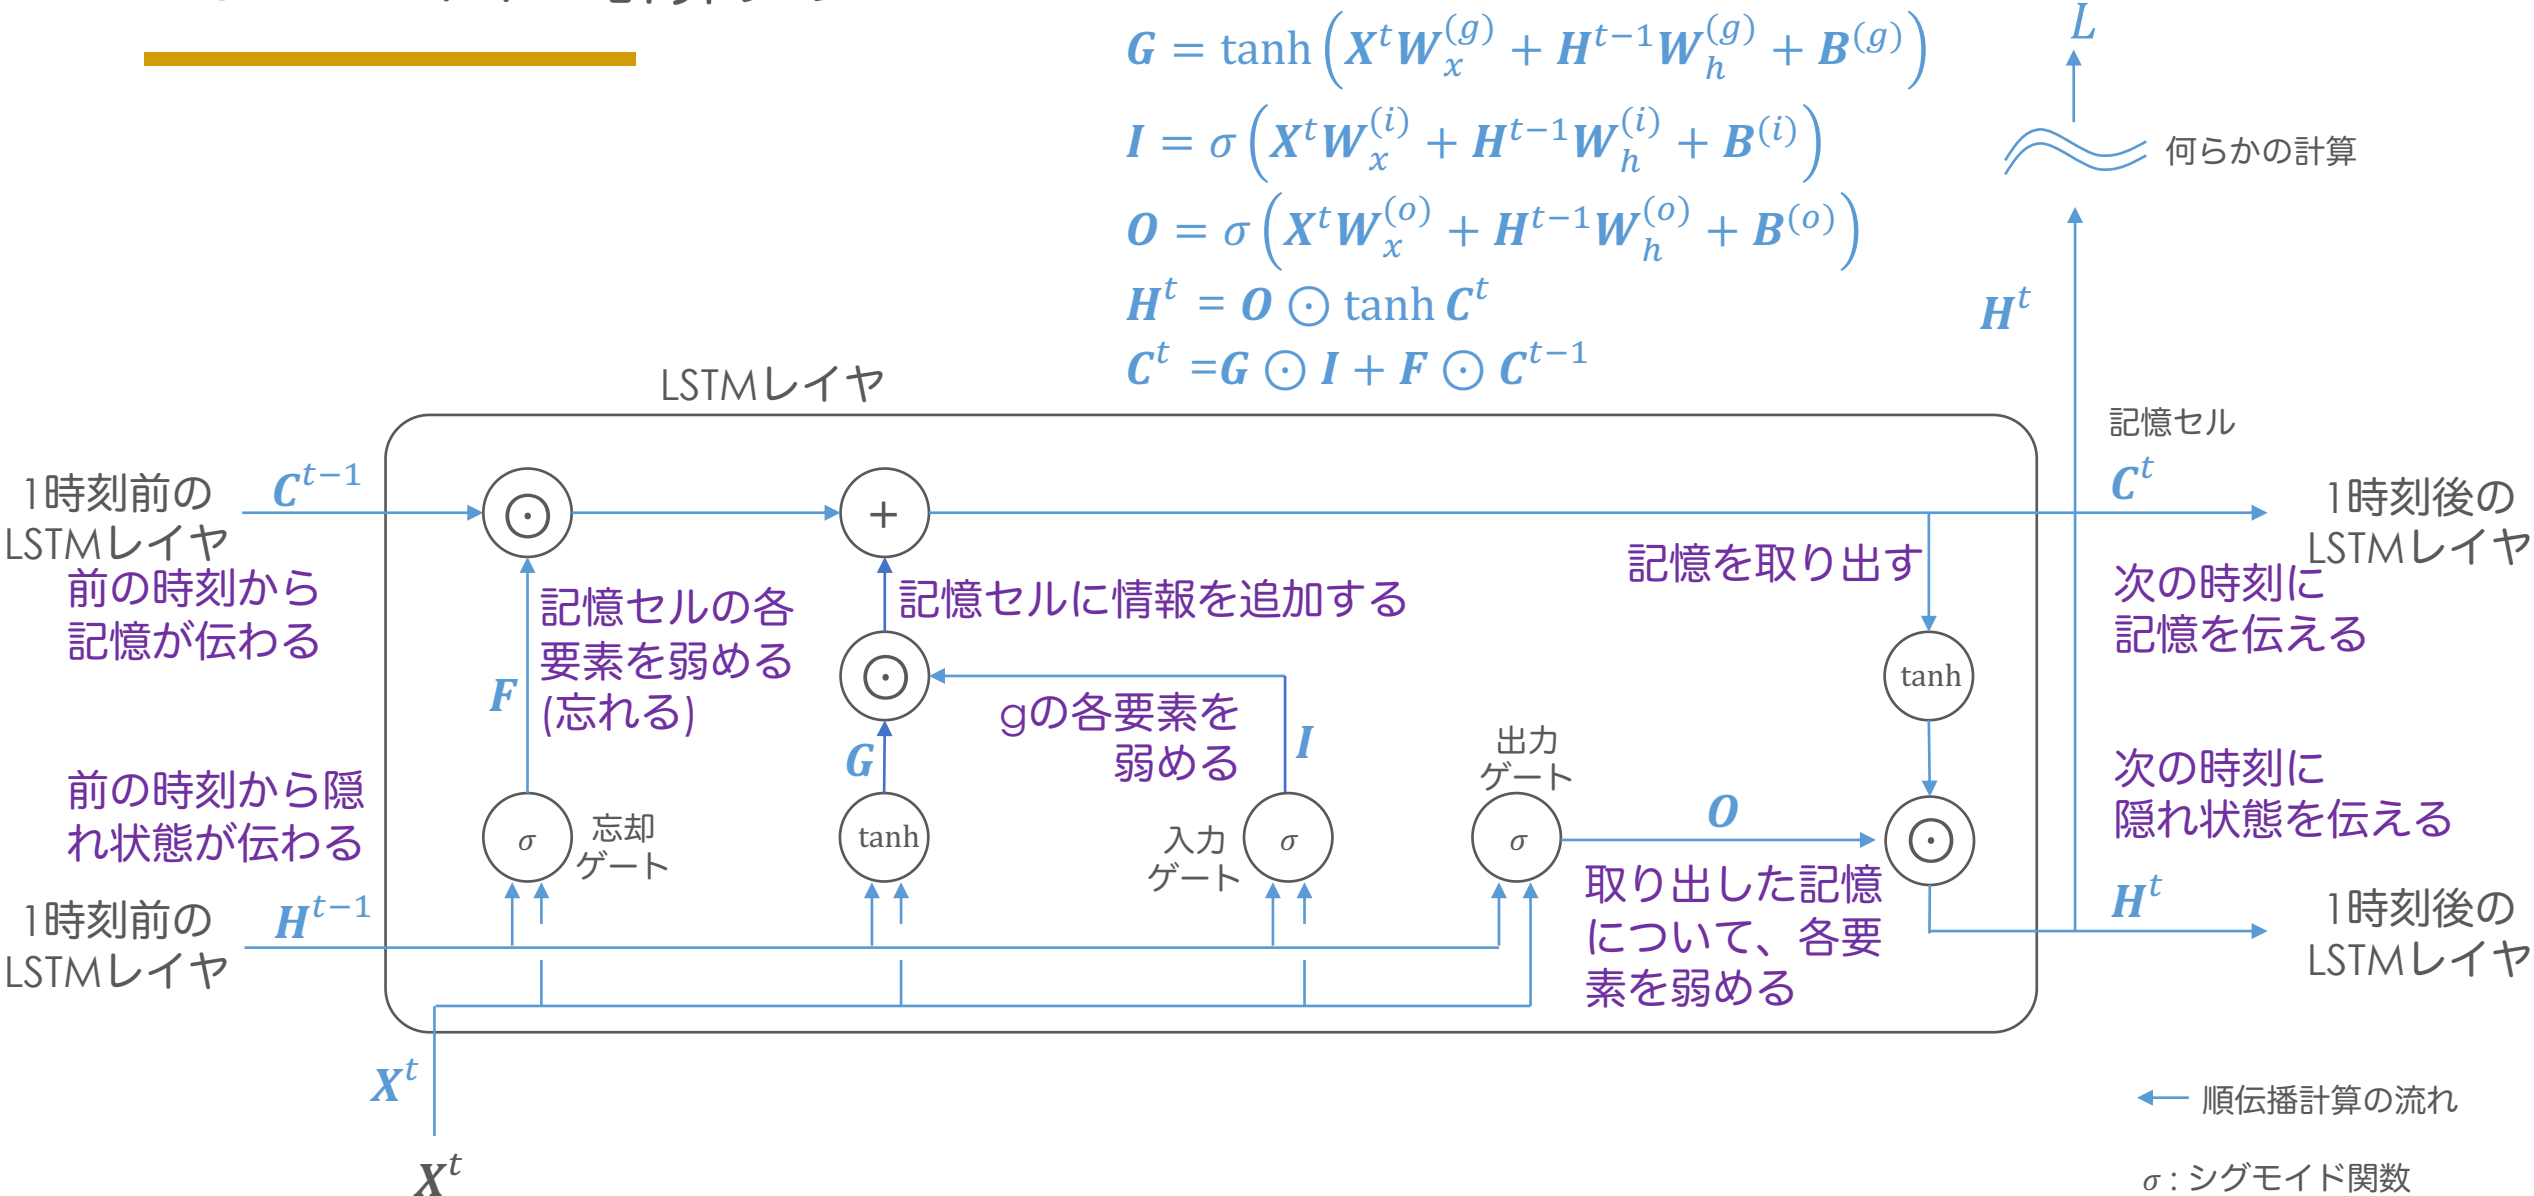 G = tanh(X^t W_x^(g) + H^{t−1} W_h^(g) + B^(g))
I = σ(X^t W_x^(i) + H^{t−1} W_h^(i) + B^(i))
O = σ(X^t W_x^(o) + H^{t−1} W_h^(o) + B^(o))
H^t = O ⊙ tanh C^t
C^t =G ⊙ I + F ⊙ C^{t−1}
L
何らかの計算
H^t
LSTMレイヤ
記憶セル
1時刻前の
LSTMレイヤ
C^{t−1}
⊙
+
C^t
1時刻後の
LSTMレイヤ
前の時刻から
記憶が伝わる
F
記憶セルの各
要素を弱める
(忘れる)
記憶セルに情報を追加する
⊙
gの各要素を
弱める
G
I
記憶を取り出す
tanh
次の時刻に
記憶を伝える
前の時刻から隠
れ状態が伝わる
σ
忘却
ゲート
tanh
入力
ゲート
σ
出力
ゲート
σ
O
⊙
次の時刻に
隠れ状態を伝える
取り出した記憶
について、各要
素を弱める
1時刻前の
LSTMレイヤ
H^{t−1}
H^t
1時刻後の
LSTMレイヤ
X^t
X^t
順伝播計算の流れ
σ : シグモイド関数